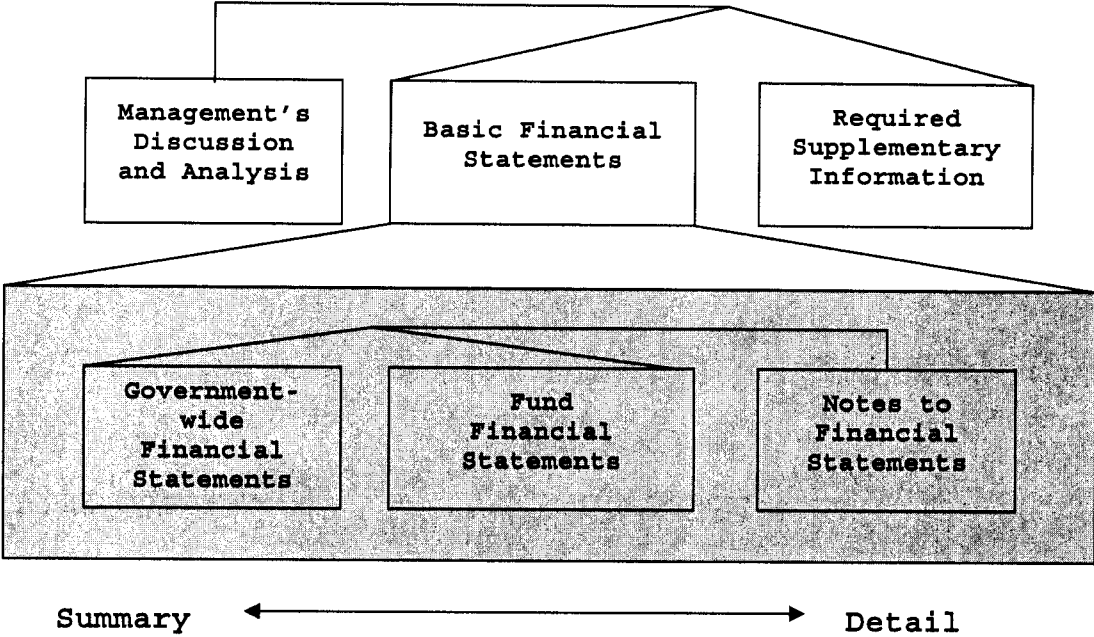 Management's
Discussion
and Analysis
Basic Financial
Statements
Required
Supplementary
Information
Government-
wide
Financial
Statements
Fund
Financial
Statements
Notes to
Financial
Statements
Summary
Detail